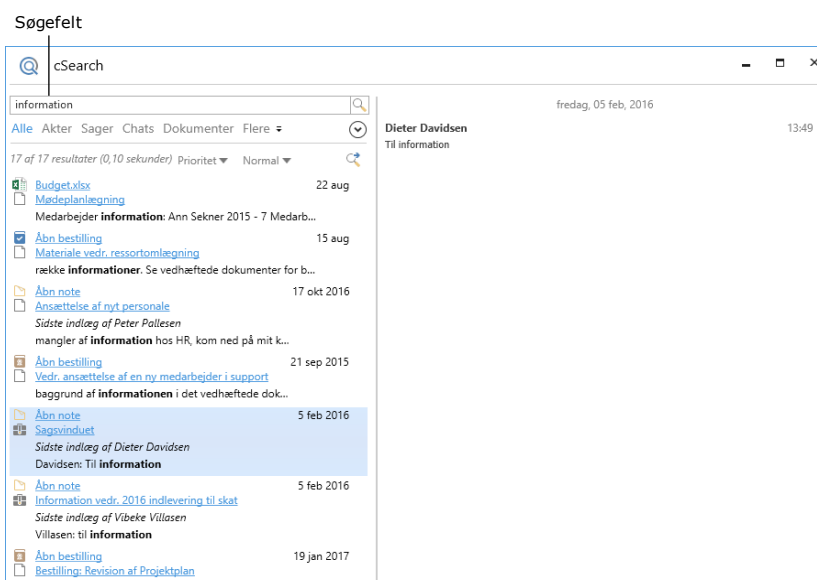 Søgefelt
cSearch
information
Alle Akter Sager Chats Dokumenter Flere
17 af 17 resultater (0,10 sekunder) Prioritet Normal
Budget.xlsx 22 aug
Mødeplanlægning
Medarbejder information: Ann Sekner 2015 - 7 Medarb...
Åbn bestilling 15 aug
Materiale vedr. ressortomlægning
række informationer. Se vedhæftede dokumenter for b...
Åbn note 17 okt 2016
Ansættelse af nyt personale
Sidste indlæg af Peter Pallesen
mangler af information hos HR, kom ned på mit k...
Åbn bestilling 21 sep 2015
Vedr. ansættelse af en ny medarbejder i support
baggrund af informationen i det vedhæftede dok...
Åbn note 5 feb 2016
Sagsvinduet
Sidste indlæg af Dieter Davidsen
Davidsen: Til information
Åbn note 5 feb 2016
Information vedr. 2016 indlevering til skat
Sidste indlæg af Vibeke Villasen
Villasen: til information
Åbn bestilling 19 jan 2017
Bestilling: Revision af Projektplan
fredag, 05 feb, 2016
Dieter Davidsen 13:49
Til information